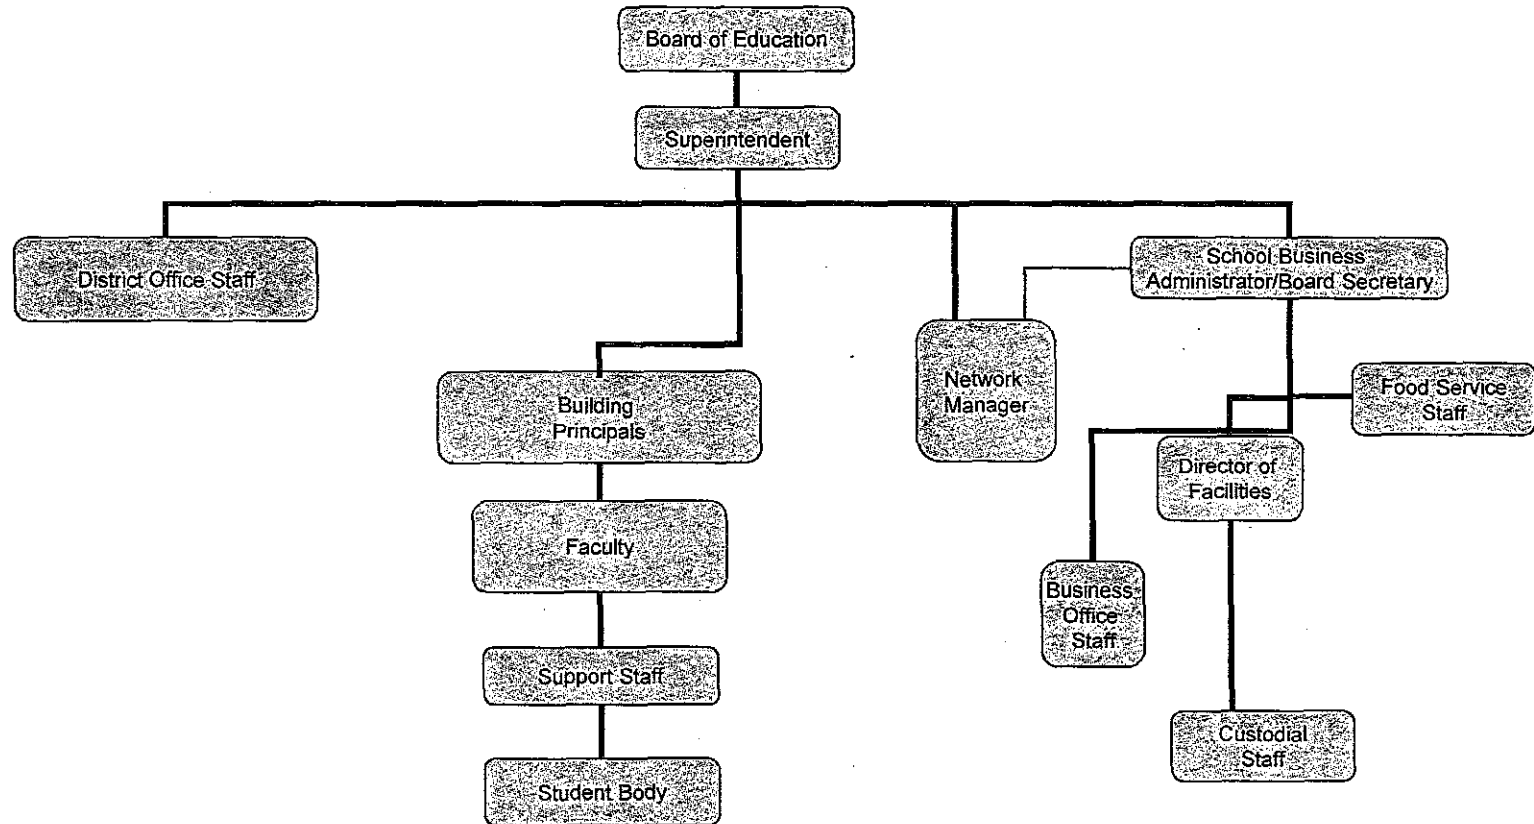 Board of Education
Superintendent
District Office Staff
School Business
Administrator/Board Secretary
Network
Manager
Building
Principals
Food Service
Staff
Director of
Facilities
Faculty
Business
Office
Staff
Support Staff
Custodial
Staff
Student Body